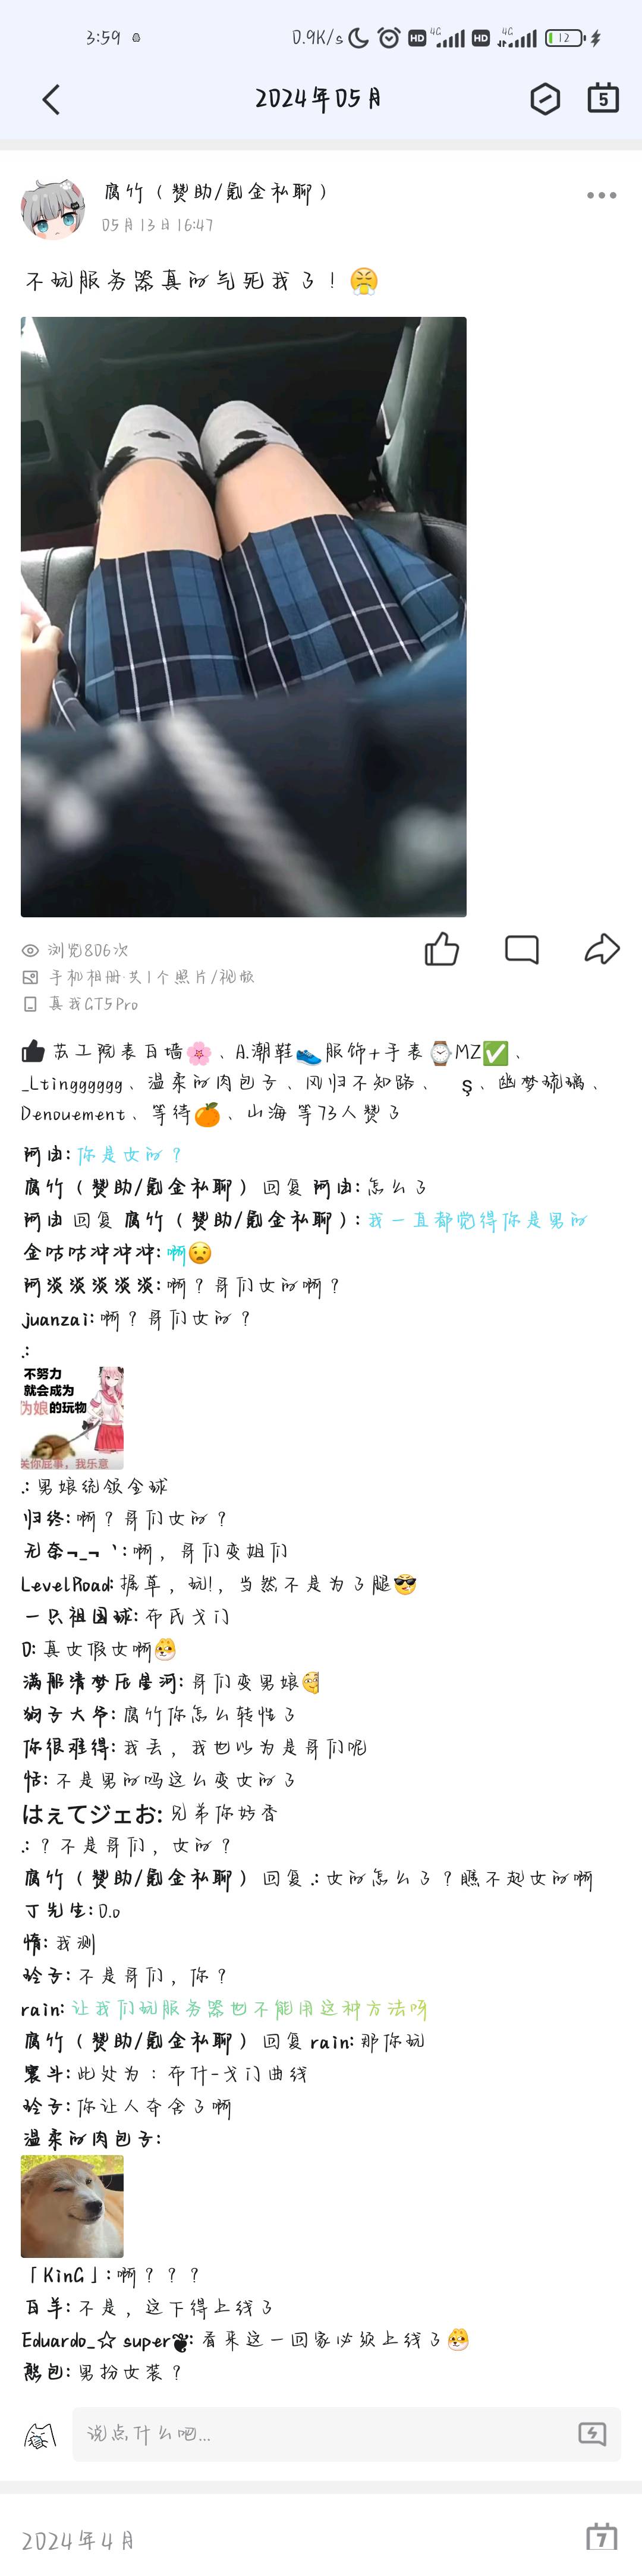 3:59
0.9K/s
4G
HD
4G
HD
12
2024年05月
5
腐竹（赞助/氪金私聊）
05月13日 16:47
不玩服务器真的气死我了！😤
浏览806次
手机相册·共1个照片/视频
真我GT5Pro
苏工院表白墙🌸、A.潮鞋👟服饰+手表⌚MZ✅、
_Ltingggggg、温柔的肉包子、风归不知路、 ş、幽梦琉璃、
Denouement、等待🍊、山海 等73人赞了
阿由: 你是女的？
腐竹（赞助/氪金私聊） 回复 阿由: 怎么了
阿由 回复 腐竹（赞助/氪金私聊）: 我一直都觉得你是男的
金咕咕冲冲冲: 啊😧
阿淡淡淡淡淡: 啊？哥们女的啊？
juanzai: 啊？哥们女的？
.:
不努力
就会成为
伪娘的玩物
关你屁事，我乐意
.: 男娘统领全球
归终: 啊？哥们女的？
无奈¬_¬ˋ: 啊，哥们变姐们
LevelRoad: 握草，玩!，当然不是为了腿😎
一只祖国球: 布氏戈门
D: 真女假女啊
满船清梦压星河: 哥们变男娘
狗子大爷: 腐竹你怎么转性了
你很难得: 我丢，我也以为是哥们呢
恬: 不是男的吗这么变女的了
はぇてジェお: 兄弟你好香
.: ？不是哥们，女的？
腐竹（赞助/氪金私聊） 回复 .: 女的怎么了？瞧不起女的啊
丁先生: 0.o
惰: 我测
玲子: 不是哥们，你？
rain: 让我们玩服务器也不能用这种方法呀
腐竹（赞助/氪金私聊） 回复 rain: 那你玩
寰斗: 此处为：布什-戈门曲线
玲子: 你让人夺舍了啊
温柔的肉包子:
「KinG」: 啊？？？
百羊: 不是，这下得上线了
Eduardo_☆ super❦: 看来这一回家必须上线了
憨包: 男扮女装？
说点什么吧...
2024年4月
7